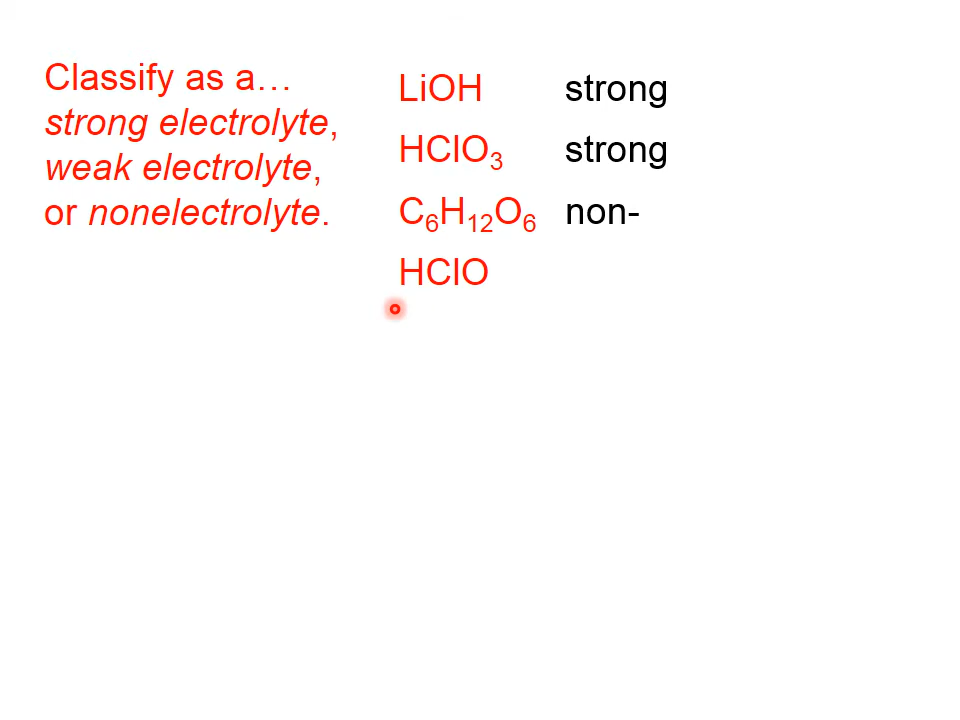 Classify as a…
strong electrolyte,
weak electrolyte,
or nonelectrolyte.
LiOH strong
HClO₃ strong
C₆H₁₂O₆ non-
HClO